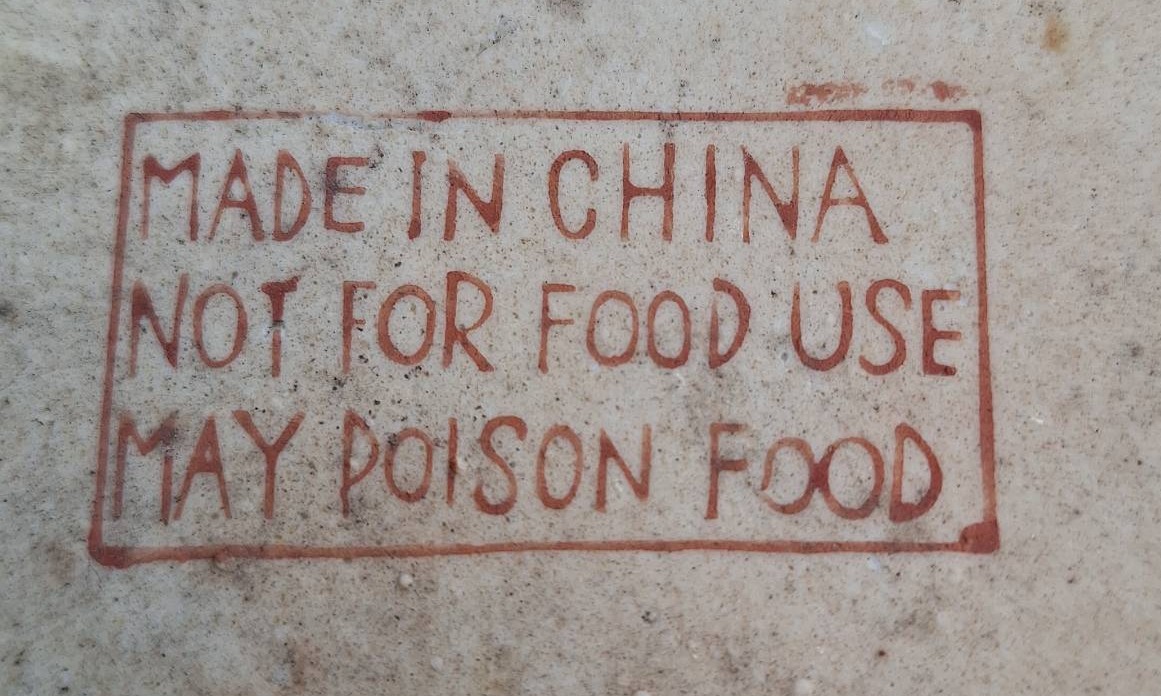 MADE IN CHINA
NOT FOR FOOD USE
MAY POISON FOOD